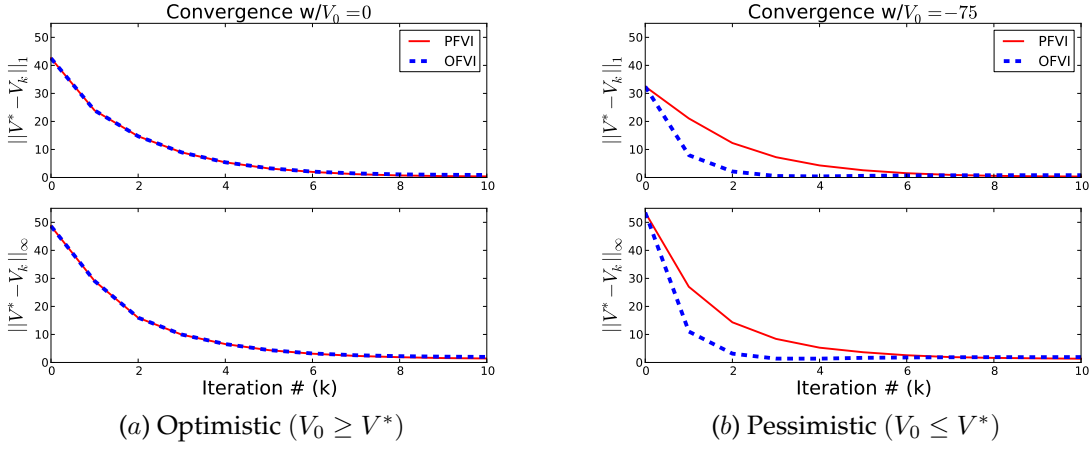 Convergence w/V_0 = 0
50
40
30
20
10
0
||V* − V_k||_1
PFVI
OFVI
0 2 4 6 8 10
50
40
30
20
10
0
||V* − V_k||_∞
0 2 4 6 8 10
Iteration # (k)
(a) Optimistic (V_0 ≥ V*)
Convergence w/V_0 = −75
50
40
30
20
10
0
||V* − V_k||_1
PFVI
OFVI
0 2 4 6 8 10
50
40
30
20
10
0
||V* − V_k||_∞
0 2 4 6 8 10
Iteration # (k)
(b) Pessimistic (V_0 ≤ V*)